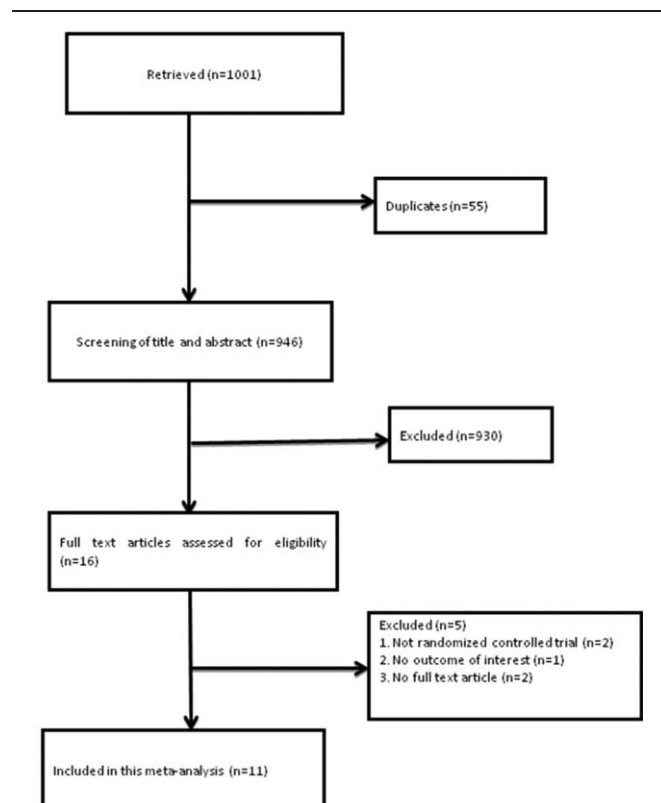 Retrieved (n=1001)
Duplicates (n=55)
Screening of title and abstract (n=946)
Excluded (n=930)
Full text articles assessed for eligibility
(n=16)
Excluded (n=5)
1. Not randomized controlled trial (n=2)
2. No outcome of interest (n=1)
3. No full text article (n=2)
Included in this meta-analysis (n=11)